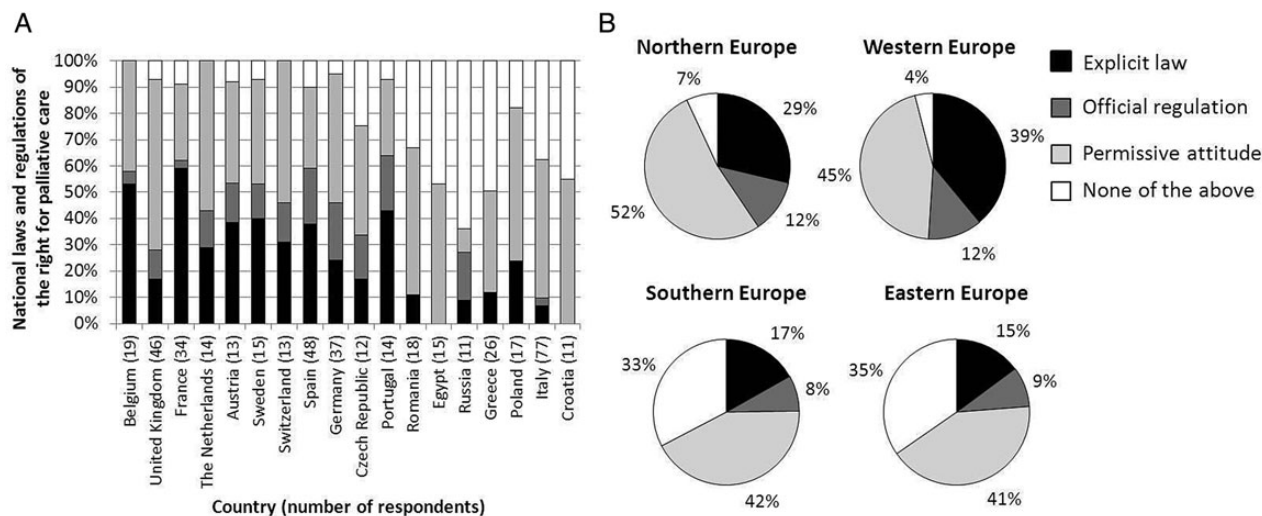 A
National laws and regulations of
the right for palliative care
100%
90%
80%
70%
60%
50%
40%
30%
20%
10%
0%
Belgium (19)
United Kingdom (46)
France (34)
The Netherlands (14)
Austria (13)
Sweden (15)
Switzerland (13)
Spain (48)
Germany (37)
Czech Republic (12)
Portugal (14)
Romania (18)
Egypt (15)
Russia (11)
Greece (26)
Poland (17)
Italy (77)
Croatia (11)
Country (number of respondents)
B
Northern Europe
7%
29%
12%
52%
Western Europe
4%
39%
12%
45%
Explicit law
Official regulation
Permissive attitude
None of the above
Southern Europe
17%
8%
42%
33%
Eastern Europe
15%
9%
41%
35%